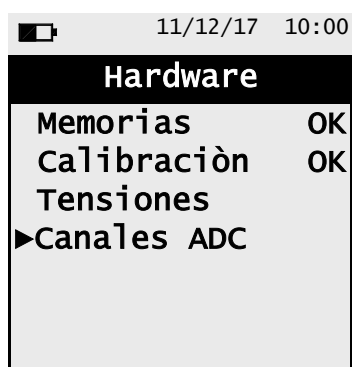 11/12/17 10:00
Hardware
Memorias OK
Calibraciòn OK
Tensiones
►Canales ADC